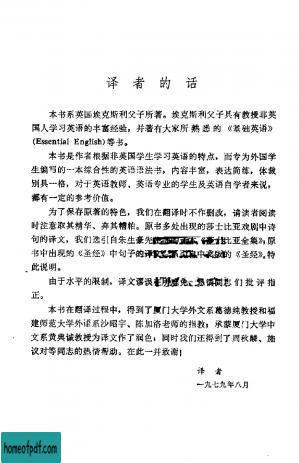 译者的话
本书系英国埃克斯利父子所著。埃克斯利父子具有教授非英
国人学习英语的丰富经验，并著有大家所熟悉的《基础英语》
(Essential English)等书。
本书是作者根据非英国学生学习英语的特点，而专为外国学
生编写的一本综合性的英语语法书，内容丰富，表达简练，体裁
别具一格，对于英语教师、英语专业的学生及英语自学者来说，
都有一定的参考价值。
为了保存原著的特色，我们在翻译时不作删改，请读者阅读
时注意取其精华、弃其糟粕。原书多处出现的莎士比亚戏剧中诗
句的译文，我们选引自朱生豪先 比亚全集》；原
书中出现的《圣经》中句子的 的《圣经》。特
此说明。
由于水平的限制，译文谬误 们批评指
正。
本书在翻译过程中，得到了厦门大学外文系葛德纯教授和福
建师范大学外语系沙昭宇、陈加洛老师的指教；承蒙厦门大学中
文系黄典诚教授为译文作了润色；同时我们还得到了周秋麟、施
议对等同志的热情帮助。在此一并致谢！
译者
一九七九年八月
homeofpdf.com
homeofpdf.com